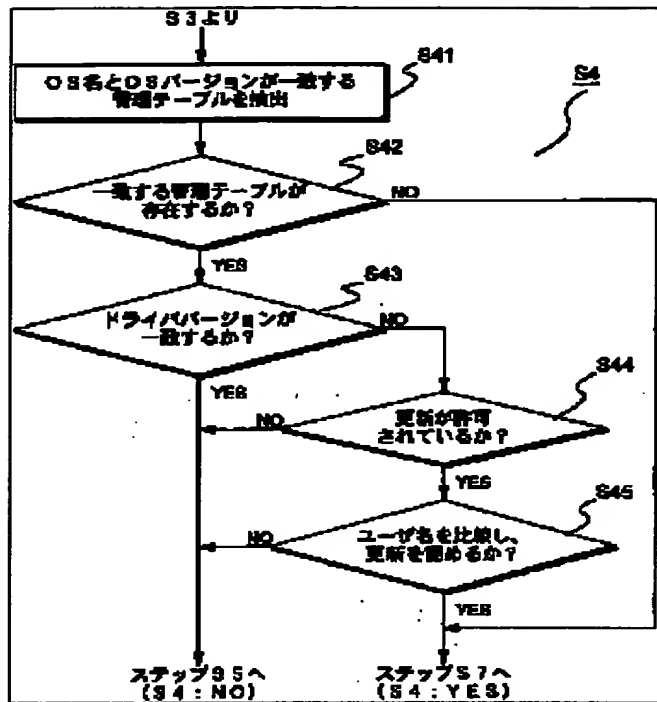 S3より
S41
OS名とOSバージョンが一致する
管理テーブルを抽出
S4
S42
一致する管理テーブルが
存在するか?
NO
YES
S43
ドライババージョンが
一致するか?
NO
YES
S44
更新が許可
されているか?
NO
YES
S45
ユーザ名を比較し、
更新を認めるか?
NO
YES
ステップS5へ
(S4:NO)
ステップS7へ
(S4:YES)